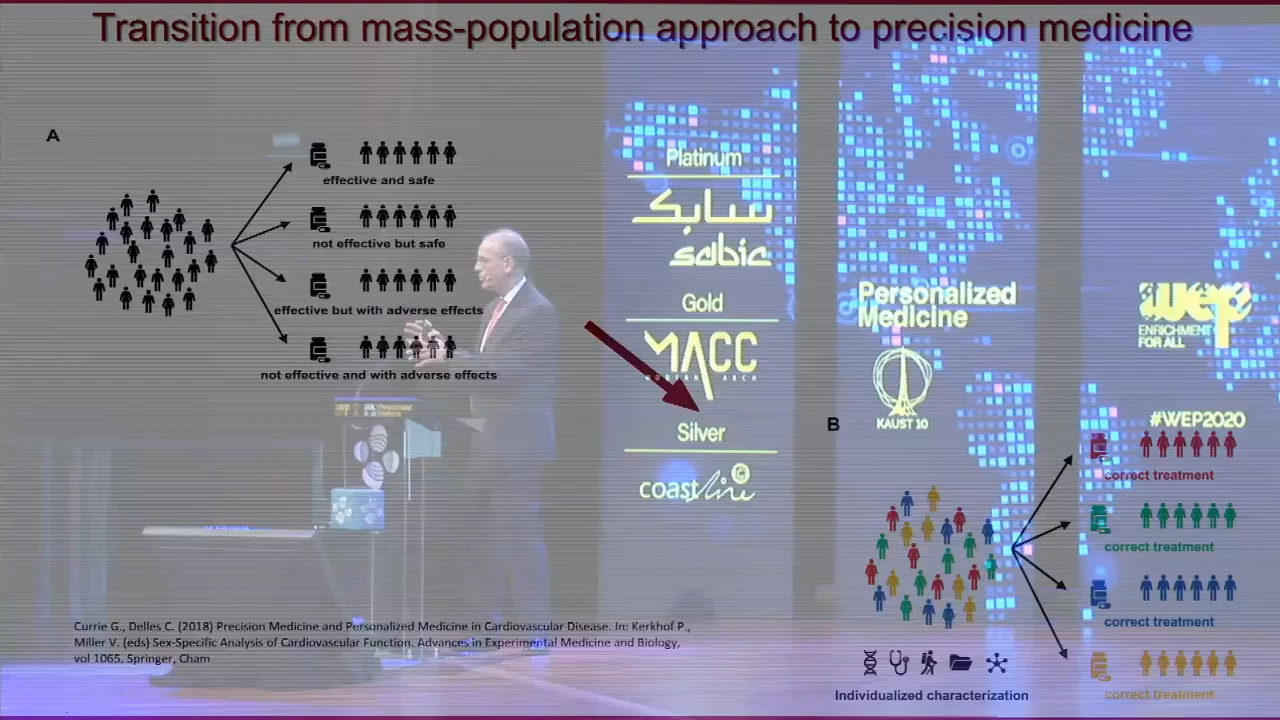 Transition from mass-population approach to precision medicine
A
effective and safe
not effective but safe
effective but with adverse effects
not effective and with adverse effects
Platinum
سابك
sabic
Gold
MACC
Silver
coastline
Personalized
Medicine
KAUST 10
wep
ENRICHMENT
FOR ALL
#WEP2020
B
correct treatment
correct treatment
correct treatment
correct treatment
Individualized characterization
Currie G., Delles C. (2018) Precision Medicine and Personalized Medicine in Cardiovascular Disease. In: Kerkhof P.,
Miller V. (eds) Sex-Specific Analysis of Cardiovascular Function. Advances in Experimental Medicine and Biology,
vol 1065. Springer, Cham